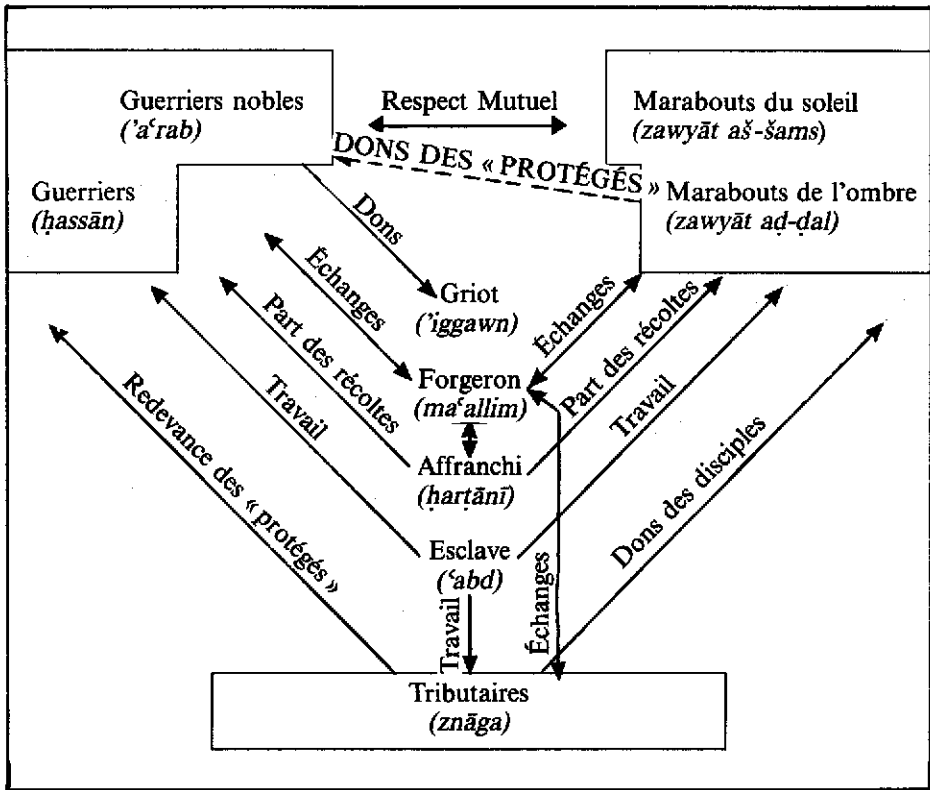 Guerriers nobles
('aʿrab)
Respect Mutuel
Marabouts du soleil
(zawyāt aš-šams)
DONS DES « PROTÉGÉS »
Guerriers
(ḥassān)
Marabouts de l'ombre
(zawyāt aḍ-ḍal)
Dons
Échanges
Griot
('iggawn)
Échanges
Part des récoltes
Part des récoltes
Forgeron
(maʿallim)
Travail
Travail
Redevance des « protégés »
Affranchi
(ḥarṭānī)
Dons des disciples
Esclave
(ʿabd)
Travail
Échanges
Tributaires
(znāga)